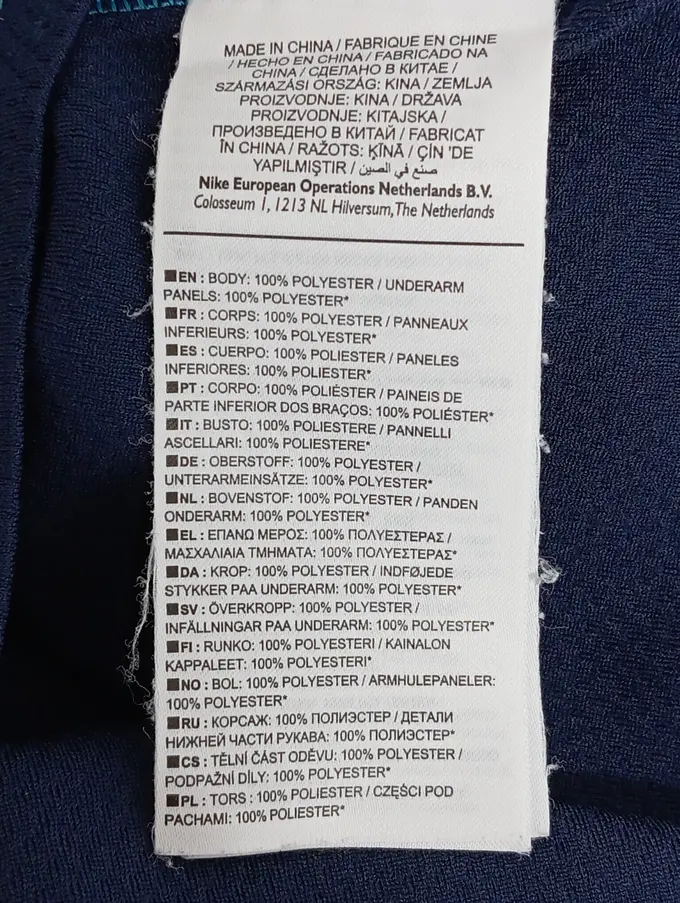 MADE IN CHINA / FABRIQUE EN CHINE
/ HECHO EN CHINA / FABRICADO NA
CHINA / СДЕЛАНО В КИТАЕ /
SZÁRMAZÁSI ORSZÁG: KINA / ZEMLJA
PROIZVODNJE: KINA / DRŽAVA
PROIZVODNJE: KITAJSKA /
ПРОИЗВЕДЕНО В КИТАЙ / FABRICAT
ÎN CHINA / RAŽOTS: ĶĪNĀ / ÇİN 'DE
YAPILMIŞTIR / صنع في الصين
Nike European Operations Netherlands B.V.
Colosseum 1, 1213 NL Hilversum, The Netherlands
EN : BODY: 100% POLYESTER / UNDERARM
PANELS: 100% POLYESTER*
FR : CORPS: 100% POLYESTER / PANNEAUX
INFERIEURS: 100% POLYESTER*
ES : CUERPO: 100% POLIESTER / PANELES
INFERIORES: 100% POLIESTER*
PT : CORPO: 100% POLIÉSTER / PAINEIS DE
PARTE INFERIOR DOS BRAÇOS: 100% POLIÉSTER*
IT : BUSTO: 100% POLIESTERE / PANNELLI
ASCELLARI: 100% POLIESTERE*
DE : OBERSTOFF: 100% POLYESTER /
UNTERARMEINSÄTZE: 100% POLYESTER*
NL : BOVENSTOF: 100% POLYESTER / PANDEN
ONDERARM: 100% POLYESTER*
EL : ΕΠΑΝΩ ΜΕΡΟΣ: 100% ΠΟΛΥΕΣΤΕΡΑΣ /
ΜΑΣΧΑΛΙΑΙΑ ΤΜΗΜΑΤΑ: 100% ΠΟΛΥΕΣΤΕΡΑΣ*
DA : KROP: 100% POLYESTER / INDFØJEDE
STYKKER PAA UNDERARM: 100% POLYESTER*
SV : ÖVERKROPP: 100% POLYESTER /
INFÄLLNINGAR PAA UNDERARM: 100% POLYESTER*
FI : RUNKO: 100% POLYESTERI / KAINALON
KAPPALEET: 100% POLYESTERI*
NO : BOL: 100% POLYESTER / ARMHULEPANELER:
100% POLYESTER*
RU : КОРСАЖ: 100% ПОЛИЭСТЕР / ДЕТАЛИ
НИЖНЕЙ ЧАСТИ РУКАВА: 100% ПОЛИЭСТЕР*
CS : TĚLNÍ ČÁST ODĚVU: 100% POLYESTER /
PODPAŽNÍ DÍLY: 100% POLYESTER*
PL : TORS : 100% POLIESTER / CZĘŚCI POD
PACHAMI: 100% POLIESTER*